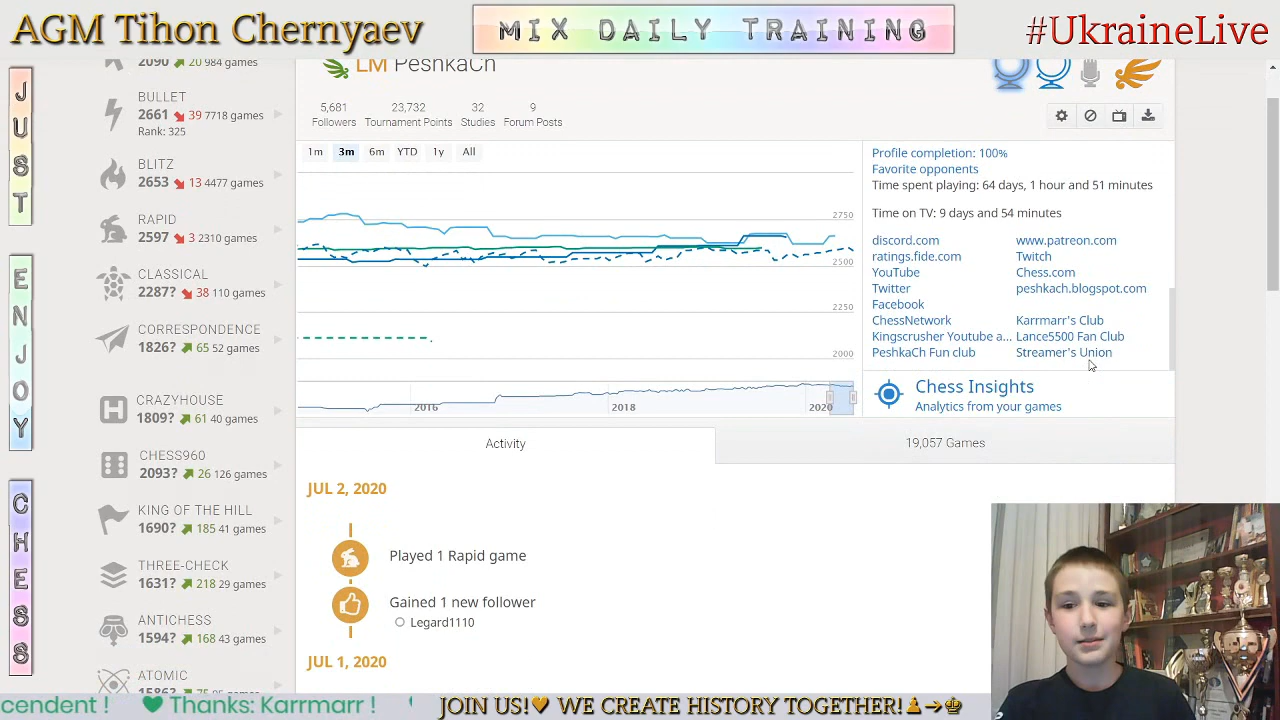 AGM Tihon Chernyaev
MIX DAILY TRAINING
#UkraineLive
JUST
ENJOY
CHESS
2090 20 984 games
BULLET
2661 39 7718 games
Rank: 325
BLITZ
2653 13 4477 games
RAPID
2597 3 2310 games
CLASSICAL
2287? 38 110 games
CORRESPONDENCE
1826? 65 52 games
CRAZYHOUSE
1809? 61 40 games
CHESS960
2093? 26 126 games
KING OF THE HILL
1690? 185 41 games
THREE-CHECK
1631? 218 29 games
ANTICHESS
1594? 168 43 games
ATOMIC
LM PeshkaCh
5,681 23,732 32 9
Followers Tournament Points Studies Forum Posts
1m 3m 6m YTD 1y All
2750
2500
2250
2000
2016 2018 2020
Profile completion: 100%
Favorite opponents
Time spent playing: 64 days, 1 hour and 51 minutes
Time on TV: 9 days and 54 minutes
discord.com www.patreon.com
ratings.fide.com Twitch
YouTube Chess.com
Twitter peshkach.blogspot.com
Facebook
ChessNetwork Karrmarr's Club
Kingscrusher Youtube a... Lance5500 Fan Club
PeshkaCh Fun club Streamer's Union
Chess Insights
Analytics from your games
Activity 19,057 Games
JUL 2, 2020
Played 1 Rapid game
Gained 1 new follower
Legard1110
JUL 1, 2020
cendent ! Thanks: Karrmarr !
JOIN US!♥ WE CREATE HISTORY TOGETHER!♟→♚